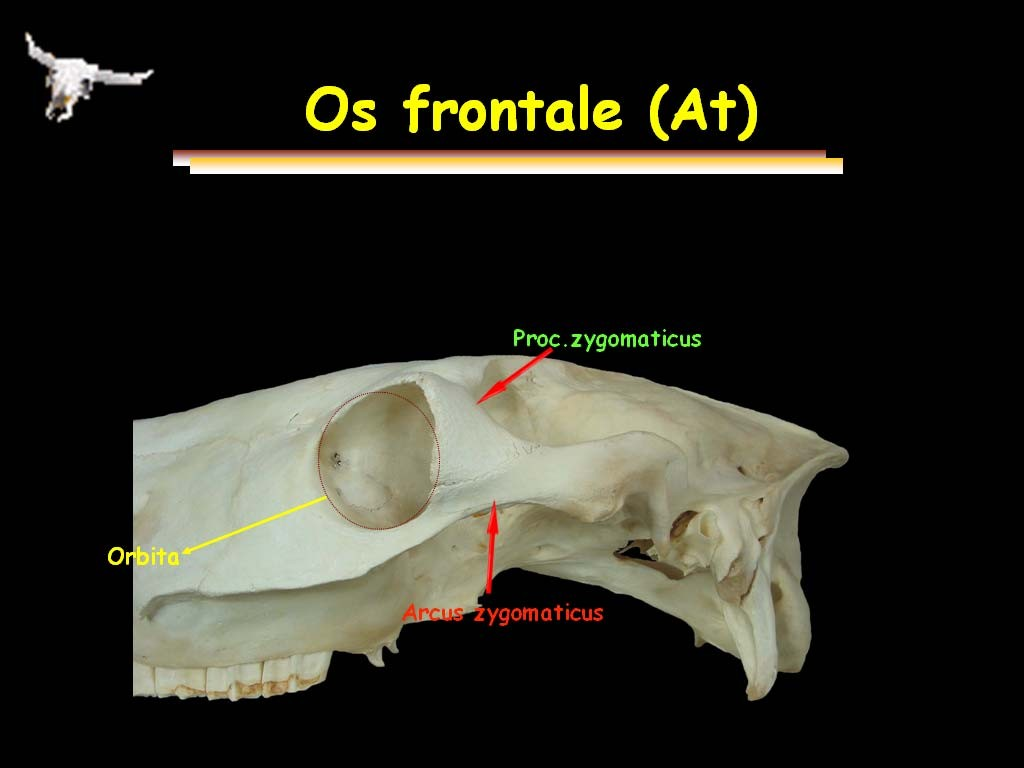 Os frontale (At)
Proc.zygomaticus
Orbita
Arcus zygomaticus